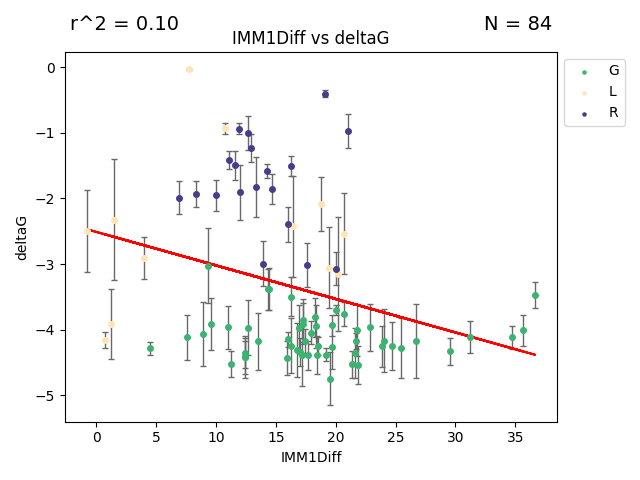 r^2 = 0.10 N = 84
IMM1Diff vs deltaG
G
L
R
0
−1
−2
−3
−4
−5
deltaG
0 5 10 15 20 25 30 35
IMM1Diff